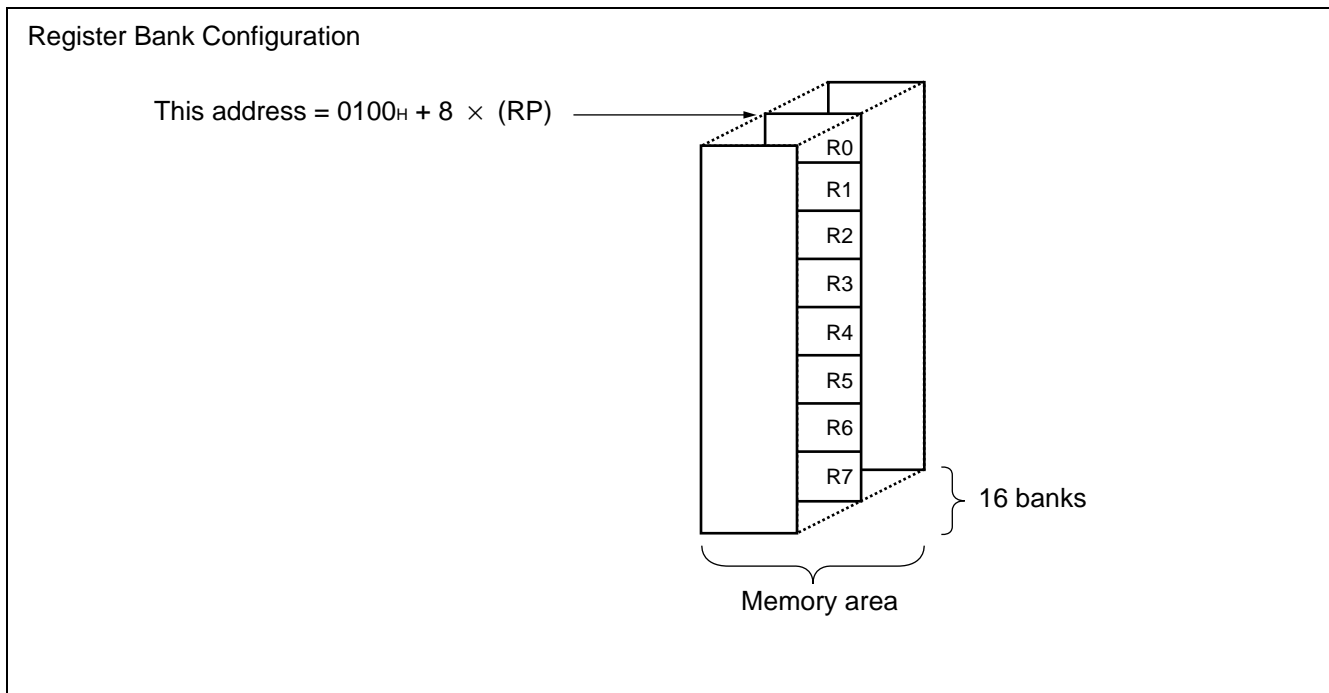 Register Bank Configuration
This address = 0100H + 8 × (RP)
R0
R1
R2
R3
R4
R5
R6
R7
16 banks
Memory area